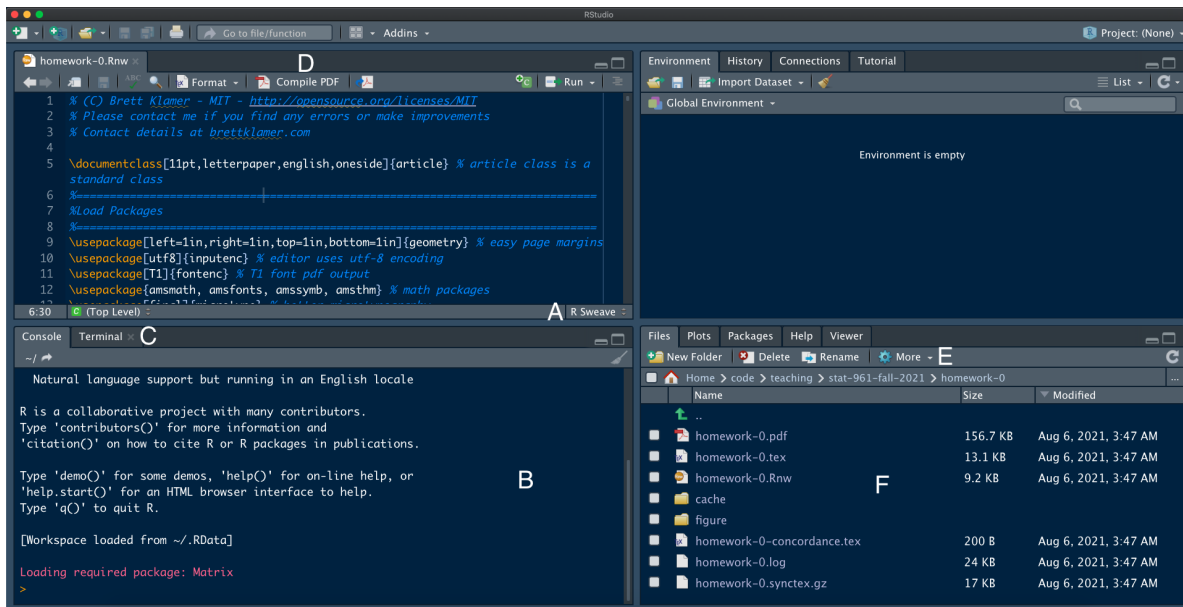 RStudio
Go to file/function
Addins
Project: (None)
homework-0.Rnw
D
ABC
Format
Compile PDF
Run
1 % (C) Brett Klamer - MIT - http://opensource.org/licenses/MIT
2 % Please contact me if you find any errors or make improvements
3 % Contact details at brettklamer.com
4
5 \documentclass[11pt,letterpaper,english,oneside]{article} % article class is a
standard class
6 %==============================================================================
7 %Load Packages
8 %==============================================================================
9 \usepackage[left=1in,right=1in,top=1in,bottom=1in]{geometry} % easy page margins
10 \usepackage[utf8]{inputenc} % editor uses utf-8 encoding
11 \usepackage[T1]{fontenc} % T1 font pdf output
12 \usepackage{amsmath, amsfonts, amssymb, amsthm} % math packages
6:30 C (Top Level)
A
R Sweave
Console Terminal
C
~/
Natural language support but running in an English locale
R is a collaborative project with many contributors.
Type 'contributors()' for more information and
'citation()' on how to cite R or R packages in publications.
Type 'demo()' for some demos, 'help()' for on-line help, or
'help.start()' for an HTML browser interface to help.
Type 'q()' to quit R.
B
[Workspace loaded from ~/.RData]
Loading required package: Matrix
>
Environment History Connections Tutorial
Import Dataset
List
Global Environment
Environment is empty
Files Plots Packages Help Viewer
New Folder Delete Rename More
E
Home > code > teaching > stat-961-fall-2021 > homework-0
...
Name Size Modified
..
homework-0.pdf 156.7 KB Aug 6, 2021, 3:47 AM
homework-0.tex 13.1 KB Aug 6, 2021, 3:47 AM
homework-0.Rnw 9.2 KB Aug 6, 2021, 3:47 AM
F
cache
figure
homework-0-concordance.tex 200 B Aug 6, 2021, 3:47 AM
homework-0.log 24 KB Aug 6, 2021, 3:47 AM
homework-0.synctex.gz 17 KB Aug 6, 2021, 3:47 AM